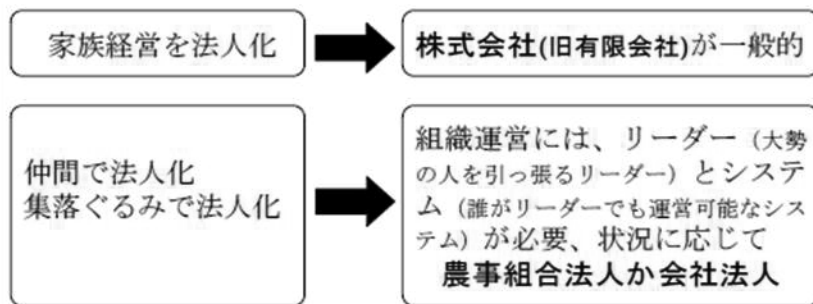 家族経営を法人化
株式会社(旧有限会社)が一般的
仲間で法人化
集落ぐるみで法人化
組織運営には、リーダー（大勢
の人を引っ張るリーダー）とシステ
ム（誰がリーダーでも運営可能なシス
テム）が必要、状況に応じて
農事組合法人か会社法人